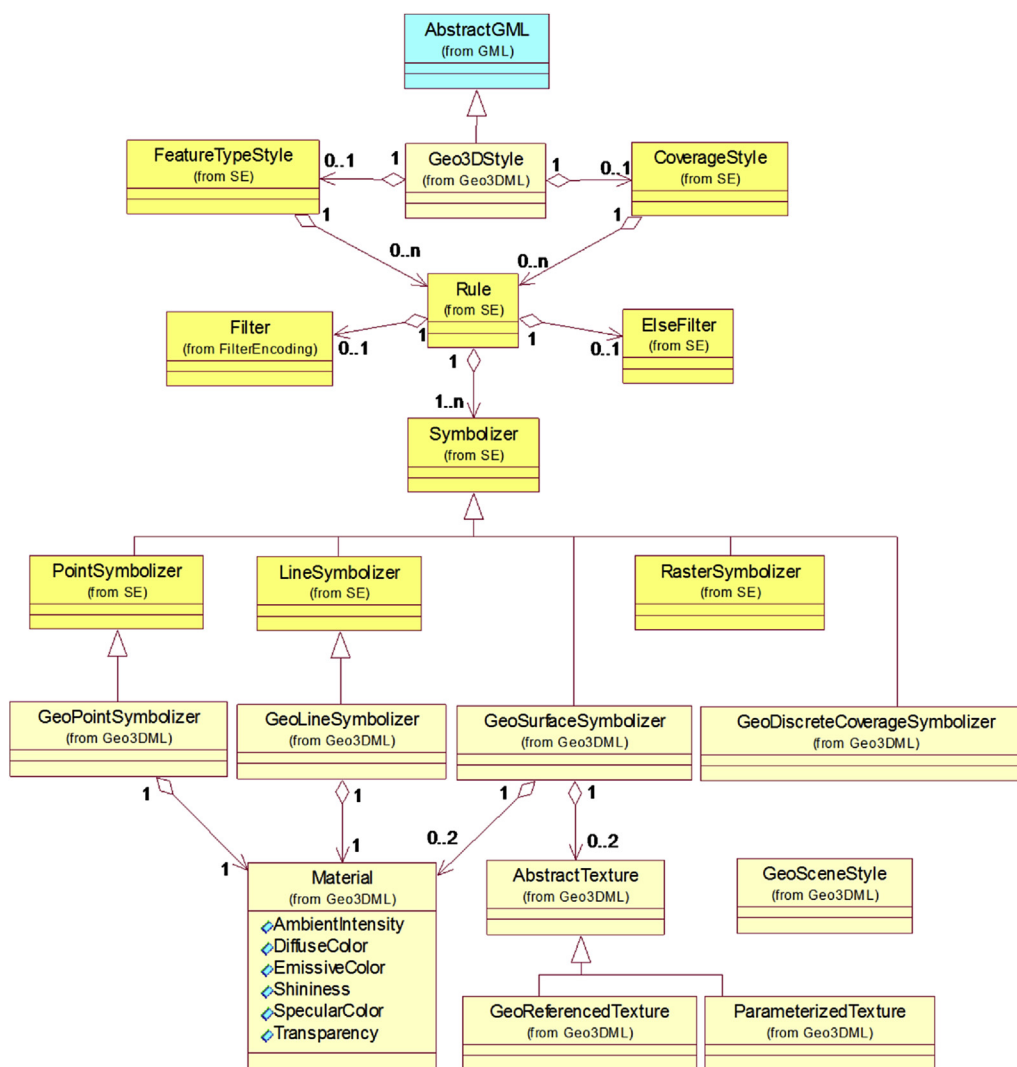 AbstractGML
(from GML)
FeatureTypeStyle
(from SE)
0..1
1
Geo3DStyle
(from Geo3DML)
1
0..1
CoverageStyle
(from SE)
1
1
0..n
0..n
Rule
(from SE)
Filter
(from FilterEncoding)
0..1
1
1
0..1
ElseFilter
(from SE)
1
1..n
Symbolizer
(from SE)
PointSymbolizer
(from SE)
LineSymbolizer
(from SE)
RasterSymbolizer
(from SE)
GeoPointSymbolizer
(from Geo3DML)
GeoLineSymbolizer
(from Geo3DML)
GeoSurfaceSymbolizer
(from Geo3DML)
GeoDiscreteCoverageSymbolizer
(from Geo3DML)
1
1
1
1
1
1
0..2
0..2
Material
(from Geo3DML)
AmbientIntensity
DiffuseColor
EmissiveColor
Shininess
SpecularColor
Transparency
AbstractTexture
(from Geo3DML)
GeoSceneStyle
(from Geo3DML)
GeoReferencedTexture
(from Geo3DML)
ParameterizedTexture
(from Geo3DML)